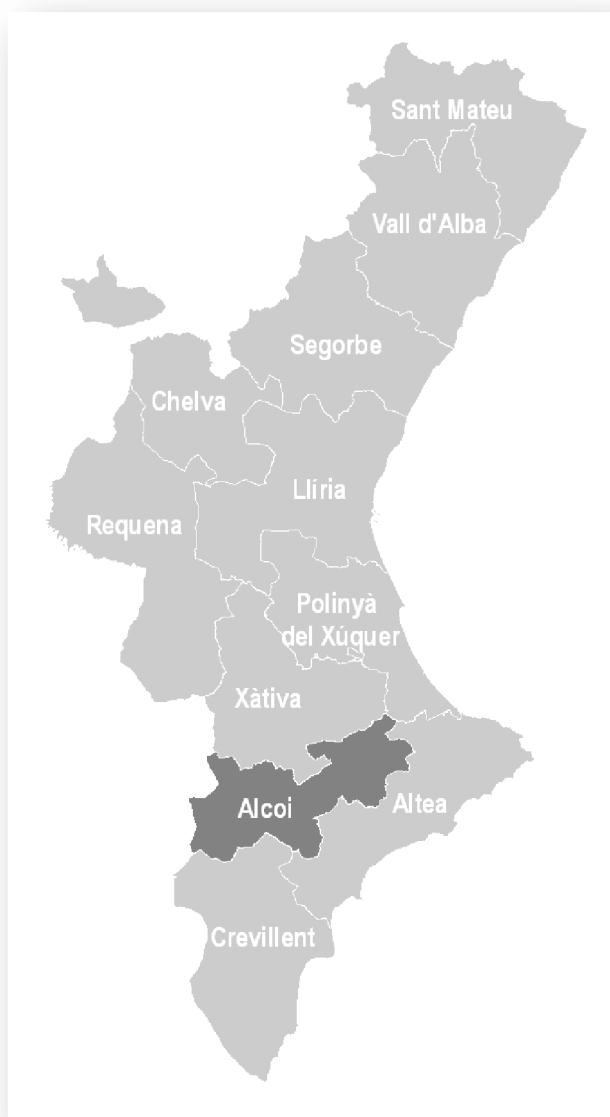 Sant Mateu
Vall d'Alba
Segorbe
Chelva
Llíria
Requena
Polinyà
del Xúquer
Xàtiva
Alcoi
Altea
Crevillent